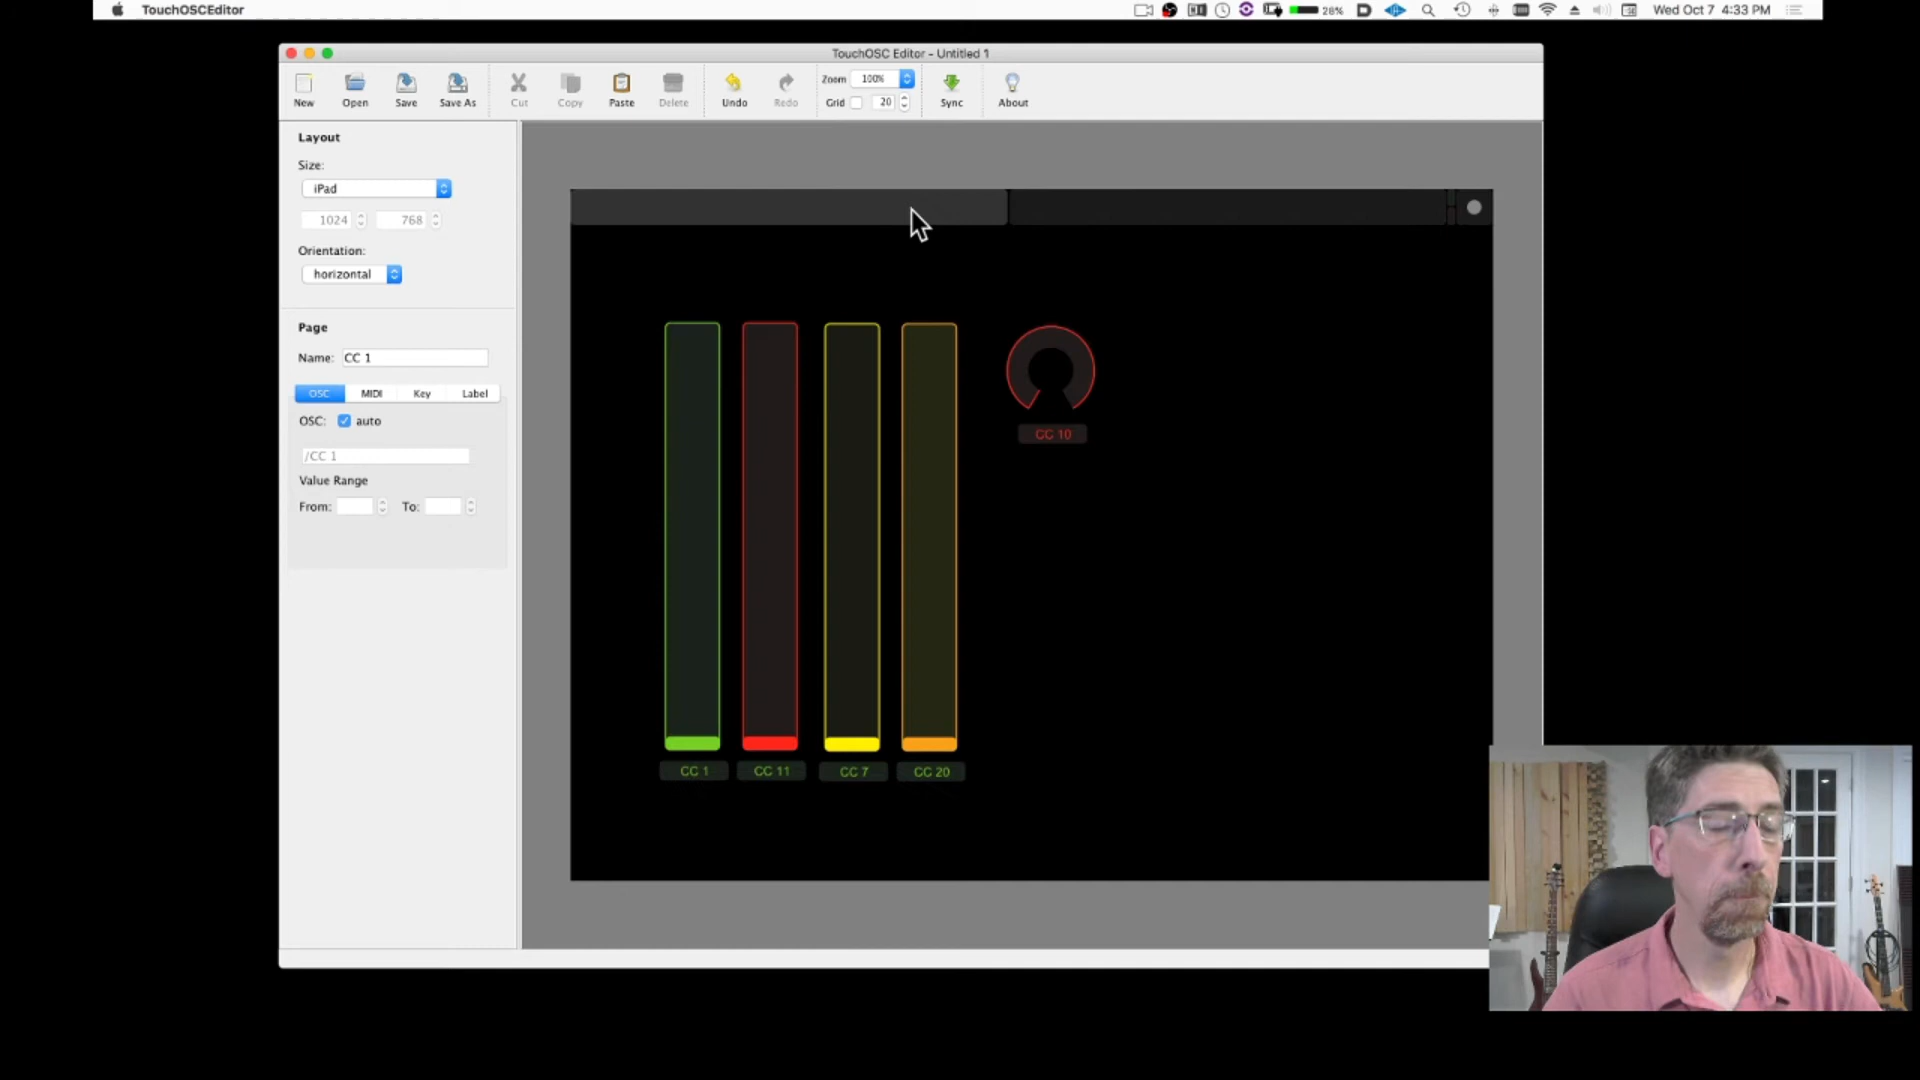 TouchOSCEditor
28%
Wed Oct 7 4:33 PM
TouchOSC Editor - Untitled 1
New
Open
Save
Save As
Cut
Copy
Paste
Delete
Undo
Redo
Zoom 100%
Grid 20
Sync
About
Layout
Size:
iPad
1024 768
Orientation:
horizontal
Page
Name: CC 1
OSC MIDI Key Label
OSC: auto
/CC 1
Value Range
From: To:
CC 10
CC 1 CC 11 CC 7 CC 20